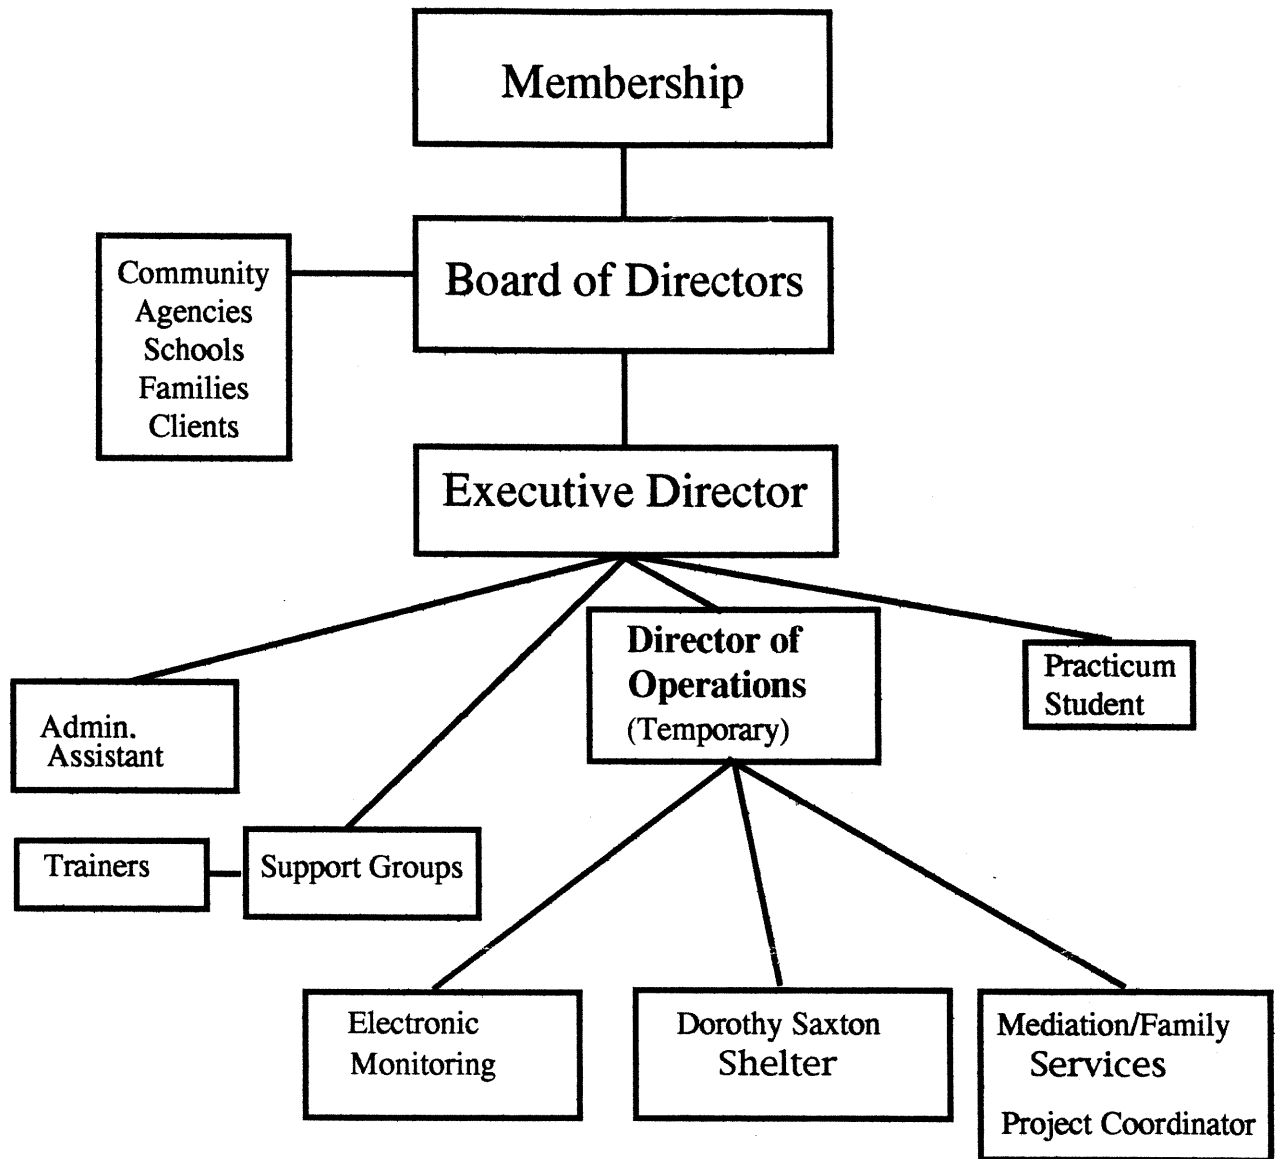 Membership
Board of Directors
Community
Agencies
Schools
Families
Clients
Executive Director
Director of
Operations
(Temporary)
Practicum
Student
Admin.
Assistant
Trainers
Support Groups
Electronic
Monitoring
Dorothy Saxton
Shelter
Mediation/Family
Services
Project Coordinator